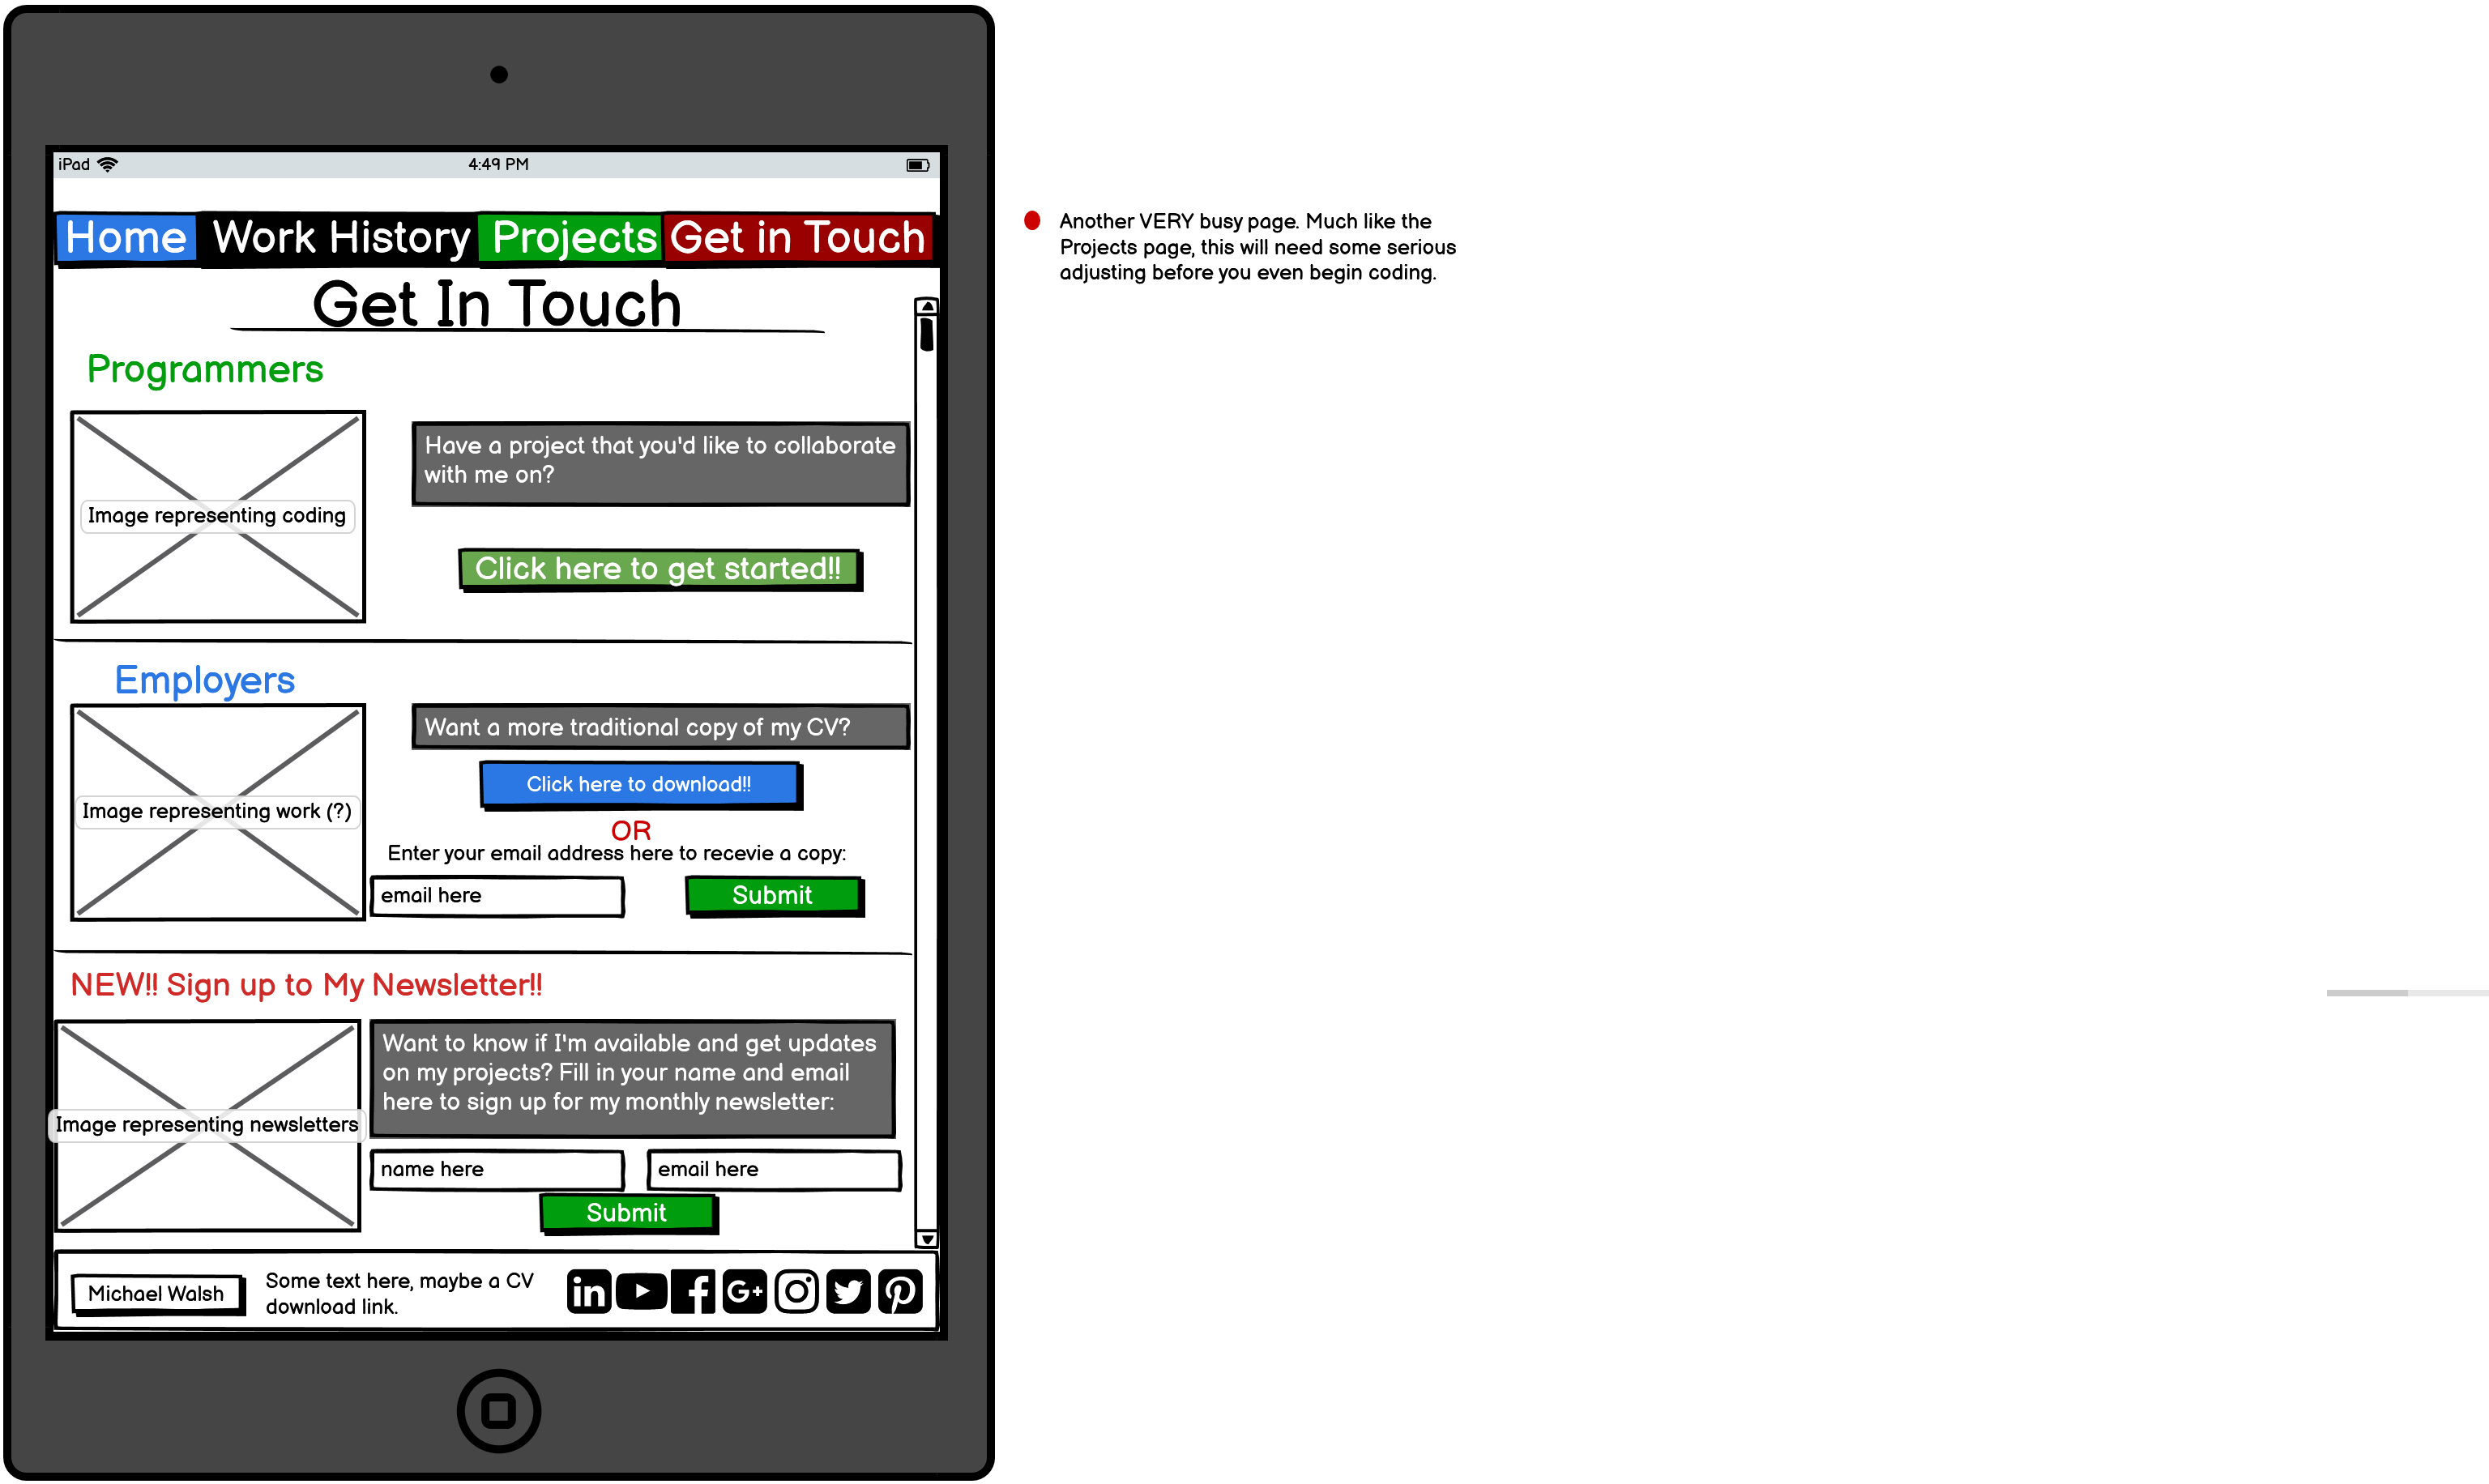 iPad
4:49 PM
Home Work History Projects Get in Touch
Get In Touch
Programmers
Image representing coding
Have a project that you'd like to collaborate
with me on?
Click here to get started!!
Employers
Image representing work (?)
Want a more traditional copy of my CV?
Click here to download!!
OR
Enter your email address here to recevie a copy:
email here
Submit
NEW!! Sign up to My Newsletter!!
Image representing newsletters
Want to know if I'm available and get updates
on my projects? Fill in your name and email
here to sign up for my monthly newsletter:
name here
email here
Submit
Michael Walsh
Some text here, maybe a CV
download link.
Another VERY busy page. Much like the
Projects page, this will need some serious
adjusting before you even begin coding.